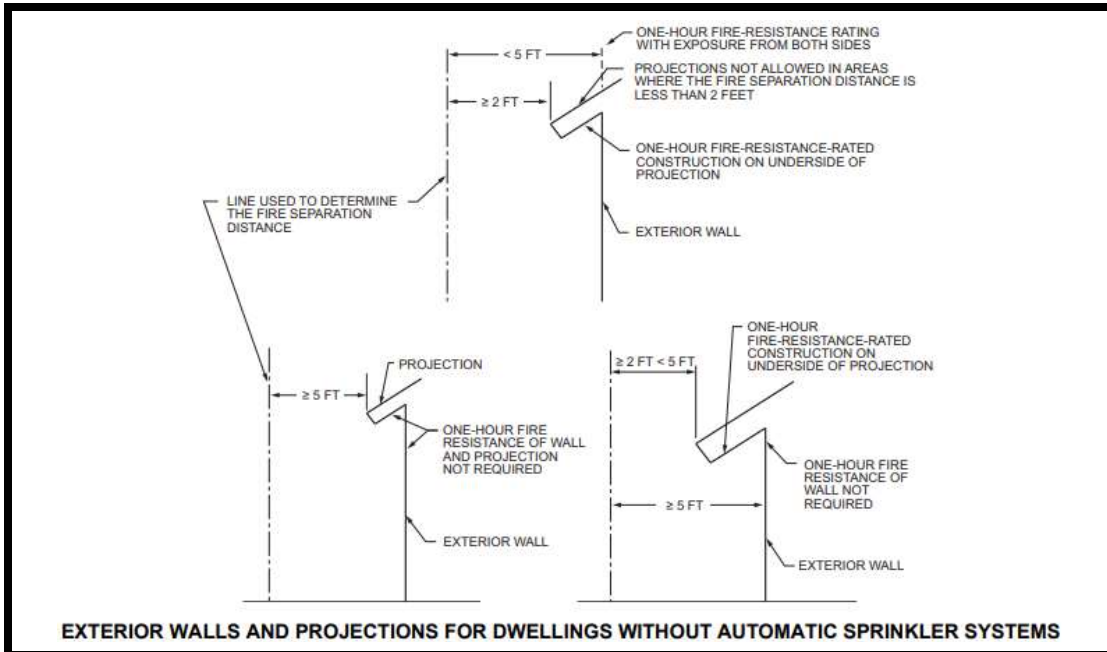 ONE-HOUR FIRE-RESISTANCE RATING
WITH EXPOSURE FROM BOTH SIDES
< 5 FT
PROJECTIONS NOT ALLOWED IN AREAS
WHERE THE FIRE SEPARATION DISTANCE IS
LESS THAN 2 FEET
≥ 2 FT
ONE-HOUR FIRE-RESISTANCE-RATED
CONSTRUCTION ON UNDERSIDE OF
PROJECTION
LINE USED TO DETERMINE
THE FIRE SEPARATION
DISTANCE
EXTERIOR WALL
PROJECTION
≥ 5 FT
ONE-HOUR FIRE
RESISTANCE OF WALL
AND PROJECTION
NOT REQUIRED
EXTERIOR WALL
ONE-HOUR
FIRE-RESISTANCE-RATED
CONSTRUCTION ON
UNDERSIDE OF PROJECTION
≥ 2 FT < 5 FT
ONE-HOUR FIRE
RESISTANCE OF
WALL NOT
REQUIRED
≥ 5 FT
EXTERIOR WALL
EXTERIOR WALLS AND PROJECTIONS FOR DWELLINGS WITHOUT AUTOMATIC SPRINKLER SYSTEMS